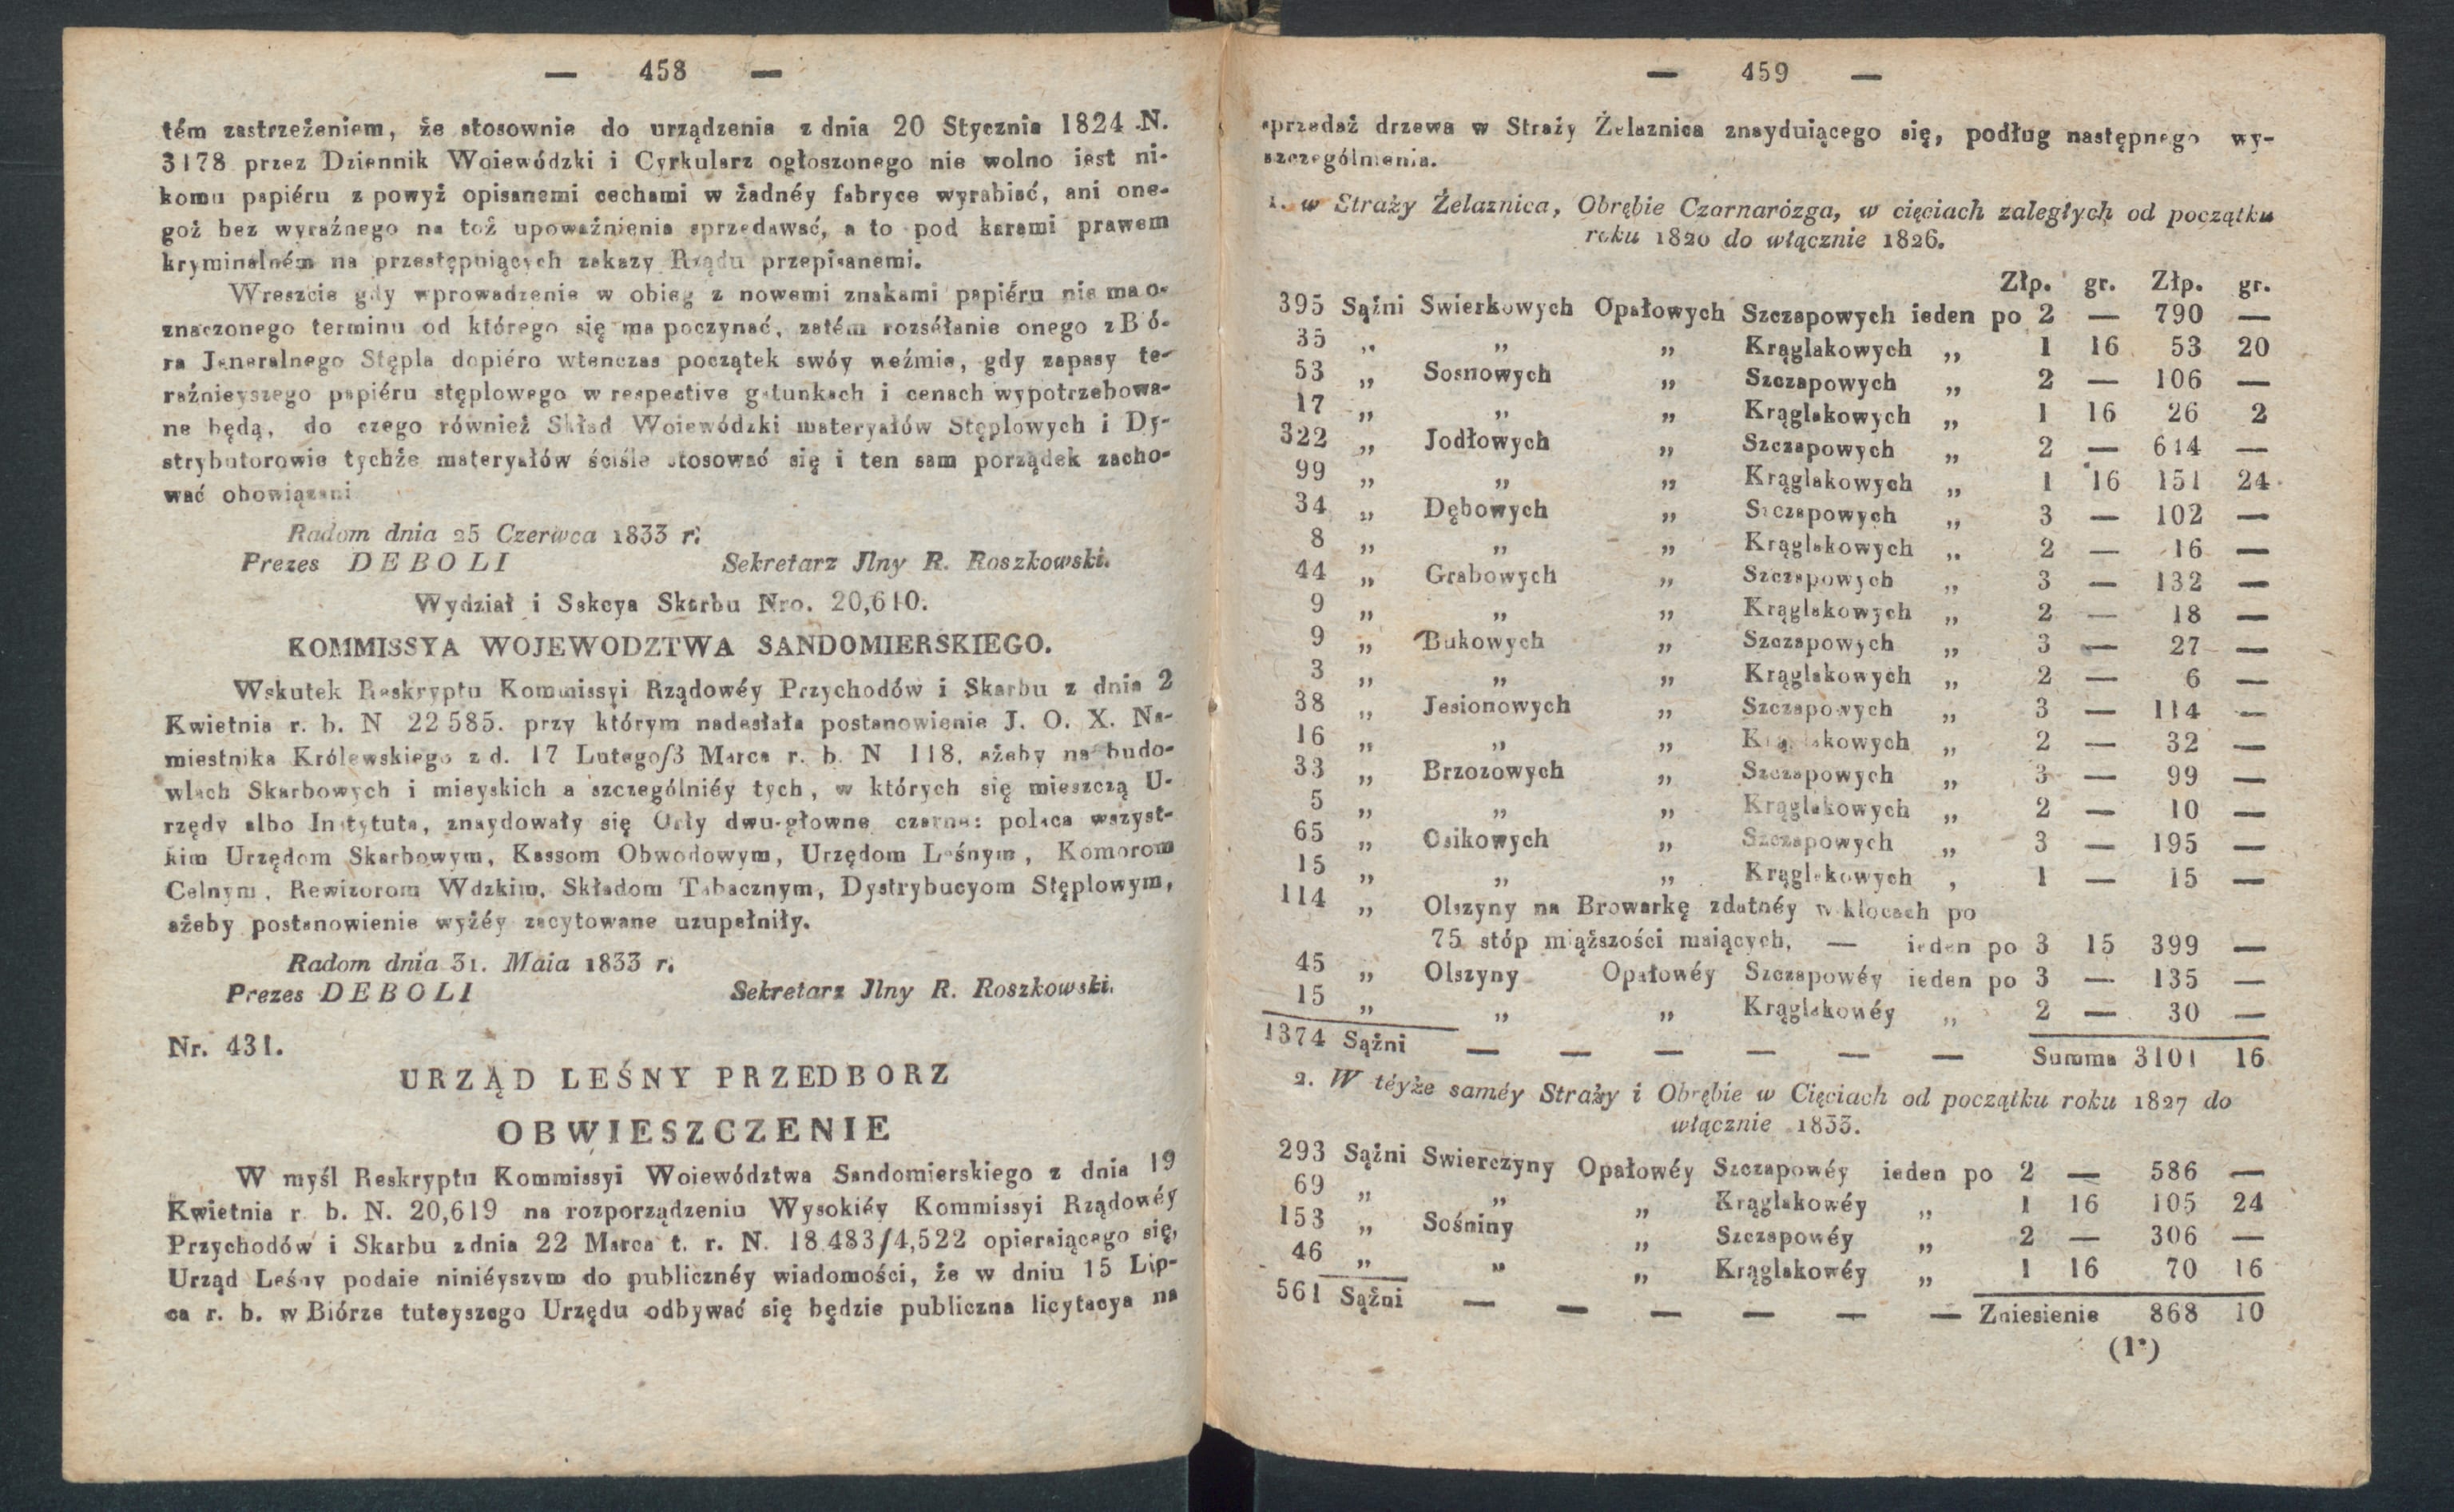 — 458 —
tém zastrzeżeniem, że stosownie do urządzenia z dnia 20 Stycznia 1824 N.
3178 przez Dziennik Woiewódzki i Cyrkularz ogłoszonego nie wolno iest ni-
komu papiéru z powyż opisanemi cechami w żadnéy fabryce wyrabiać, ani one-
goż bez wyraźnego na toż upoważnienia sprzedawać, a to pod karami prawem
kryminalném na przestępuiących zakazy Rządu przepisanemi.
Wreszcie gdy wprowadzenie w obieg z nowemi znakami papiéru nie ma o-
znaczonego terminu od którego się ma poczynać, zatém rozséłanie onego z Bó-
ra Jeneralnego Stępla dopiéro wtenczas początek swóy weźmie, gdy zapasy te-
raźnieyszego papiéru stęplowego w respective gatunkach i cenach wypotrzebowa-
ne będą, do czego również Skład Woiewódzki materyałów Stęplowych i Dy-
strybutorowie tychże materyałów ściśle stosować się i ten sam porządek zacho-
wać obowiązani
Radom dnia 25 Czerwca 1833 r.
Prezes DEBOLI Sekretarz Jlny R. Roszkowski.
Wydział i Sekcya Skarbu Nro. 20,610.
KOMMISSYA WOJEWODZTWA SANDOMIERSKIEGO.
Wskutek Reskryptu Kommissyi Rządowéy Przychodów i Skarbu z dnia 2
Kwietnia r. b. N 22 585. przy którym nadesłała postanowienie J. O. X. Na-
miestnika Królewskiego z d. 17 Lutego/3 Marca r. b. N 118, ażeby na budo-
wlach Skarbowych i mieyskich a szczególniéy tych, w których się mieszczą U-
rzędy albo Instytuta, znaydowały się Orły dwu-głowne czarne: poleca wszyst-
kim Urzędom Skarbowym, Kassom Obwodowym, Urzędom Leśnym, Komorom
Celnym, Rewizorom Wdzkim, Składom Tabacznym, Dystrybucyom Stęplowym,
ażeby postanowienie wyżéy zacytowane uzupełniły.
Radom dnia 31. Maia 1833 r.
Prezes DEBOLI Sekretarz Jlny R. Roszkowski.
Nr. 431.
URZĄD LEŚNY PRZEDBORZ
OBWIESZCZENIE
W myśl Reskryptu Kommissyi Woiewództwa Sandomierskiego z dnia 19
Kwietnia r. b. N. 20,619 na rozporządzeniu Wysokiéy Kommissyi Rządowéy
Przychodów i Skarbu z dnia 22 Marca t. r. N. 18.483/4,522 opieraiącego się,
Urząd Leśny podaie niniéyszym do publicznéy wiadomości, że w dniu 15 Lip-
ca r. b. w Biórze tuteyszego Urzędu odbywać się będzie publiczna licytacya na
— 459 —
sprzedaż drzewa w Straży Żelaznica znayduiącego się, podług następnego wy-
szczególnienia.
1. w Straży Żelaznica, Obrębie Czarnarózga, w cięciach zaległych od początku
roku 1820 do włącznie 1826.
Złp. gr. Złp. gr.
395 Sążni Swierkowych Opałowych Szczapowych ieden po 2 — 790 —
35 „ „ „ Krąglakowych „ 1 16 53 20
53 „ Sosnowych „ Szczapowych „ 2 — 106 —
17 „ „ „ Krąglakowych „ 1 16 26 2
322 „ Jodłowych „ Szczapowych „ 2 — 644 —
99 „ „ „ Krąglakowych „ 1 16 151 24
34 „ Dębowych „ Szczapowych „ 3 — 102 —
8 „ „ „ Krąglakowych „ 2 — 16 —
44 „ Grabowych „ Szczapowych „ 3 — 132 —
9 „ „ „ Krąglakowych „ 2 — 18 —
9 „ Bukowych „ Szczapowych „ 3 — 27 —
3 „ „ „ Krąglakowych „ 2 — 6 —
38 „ Jesionowych „ Szczapowych „ 3 — 114 —
16 „ „ „ Krąglakowych „ 2 — 32 —
33 „ Brzozowych „ Szczapowych „ 3 — 99 —
5 „ „ „ Krąglakowych „ 2 — 10 —
65 „ Osikowych „ Szczapowych „ 3 — 195 —
15 „ „ „ Krąglakowych , 1 — 15 —
114 „ Olszyny na Browarkę zdatnéy w klocach po
75 stóp miąższości maiących, — ieden po 3 15 399 —
45 „ Olszyny Opałowéy Szczapowéy ieden po 3 — 135 —
15 „ „ „ Krąglakowéy „ 2 — 30 —
1374 Sążni — — — — — — Summa 3101 16
2. W téyże saméy Straży i Obrębie w Cięciach od początku roku 1827 do
włącznie 1833.
293 Sążni Swierczyny Opałowéy Szczapowéy ieden po 2 — 586 —
69 „ „ „ Krąglakowéy „ 1 16 105 24
153 „ Sośniny „ Szczapowéy „ 2 — 306 —
46 „ „ „ Krąglakowéy „ 1 16 70 16
561 Sążni — — — — — — Zniesienie 868 10
(1*)